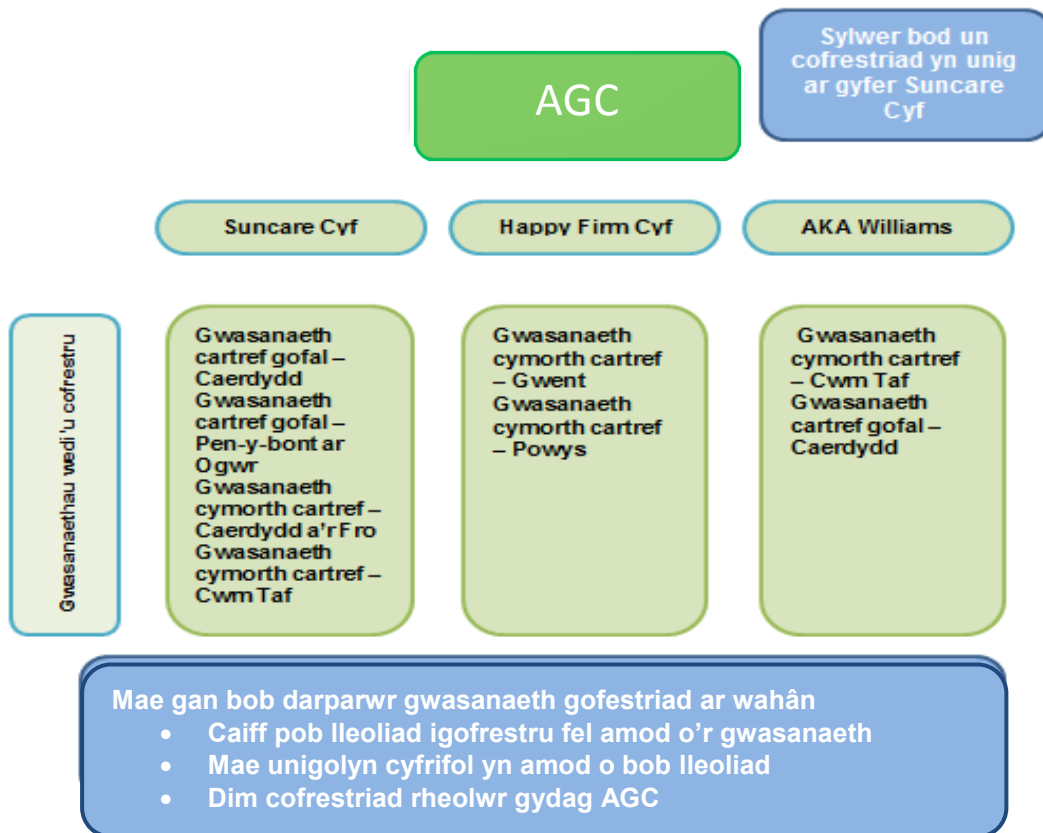 AGC
Sylwer bod un
cofrestriad yn unig
ar gyfer Suncare
Cyf
Suncare Cyf
Happy Firm Cyf
AKA Williams
Gwasanaethau wedi'u cofrestru
Gwasanaeth
cartref gofal –
Caerdydd
Gwasanaeth
cartref gofal –
Pen-y-bont ar
Ogwr
Gwasanaeth
cymorth cartref –
Caerdydd a'r Fro
Gwasanaeth
cymorth cartref –
Cwm Taf
Gwasanaeth
cymorth cartref
– Gwent
Gwasanaeth
cymorth cartref
– Powys
Gwasanaeth
cymorth cartref
– Cwm Taf
Gwasanaeth
cartref gofal –
Caerdydd
Mae gan bob darparwr gwasanaeth gofestriad ar wahân
• Caiff pob lleoliad igofrestru fel amod o'r gwasanaeth
• Mae unigolyn cyfrifol yn amod o bob lleoliad
• Dim cofrestriad rheolwr gydag AGC